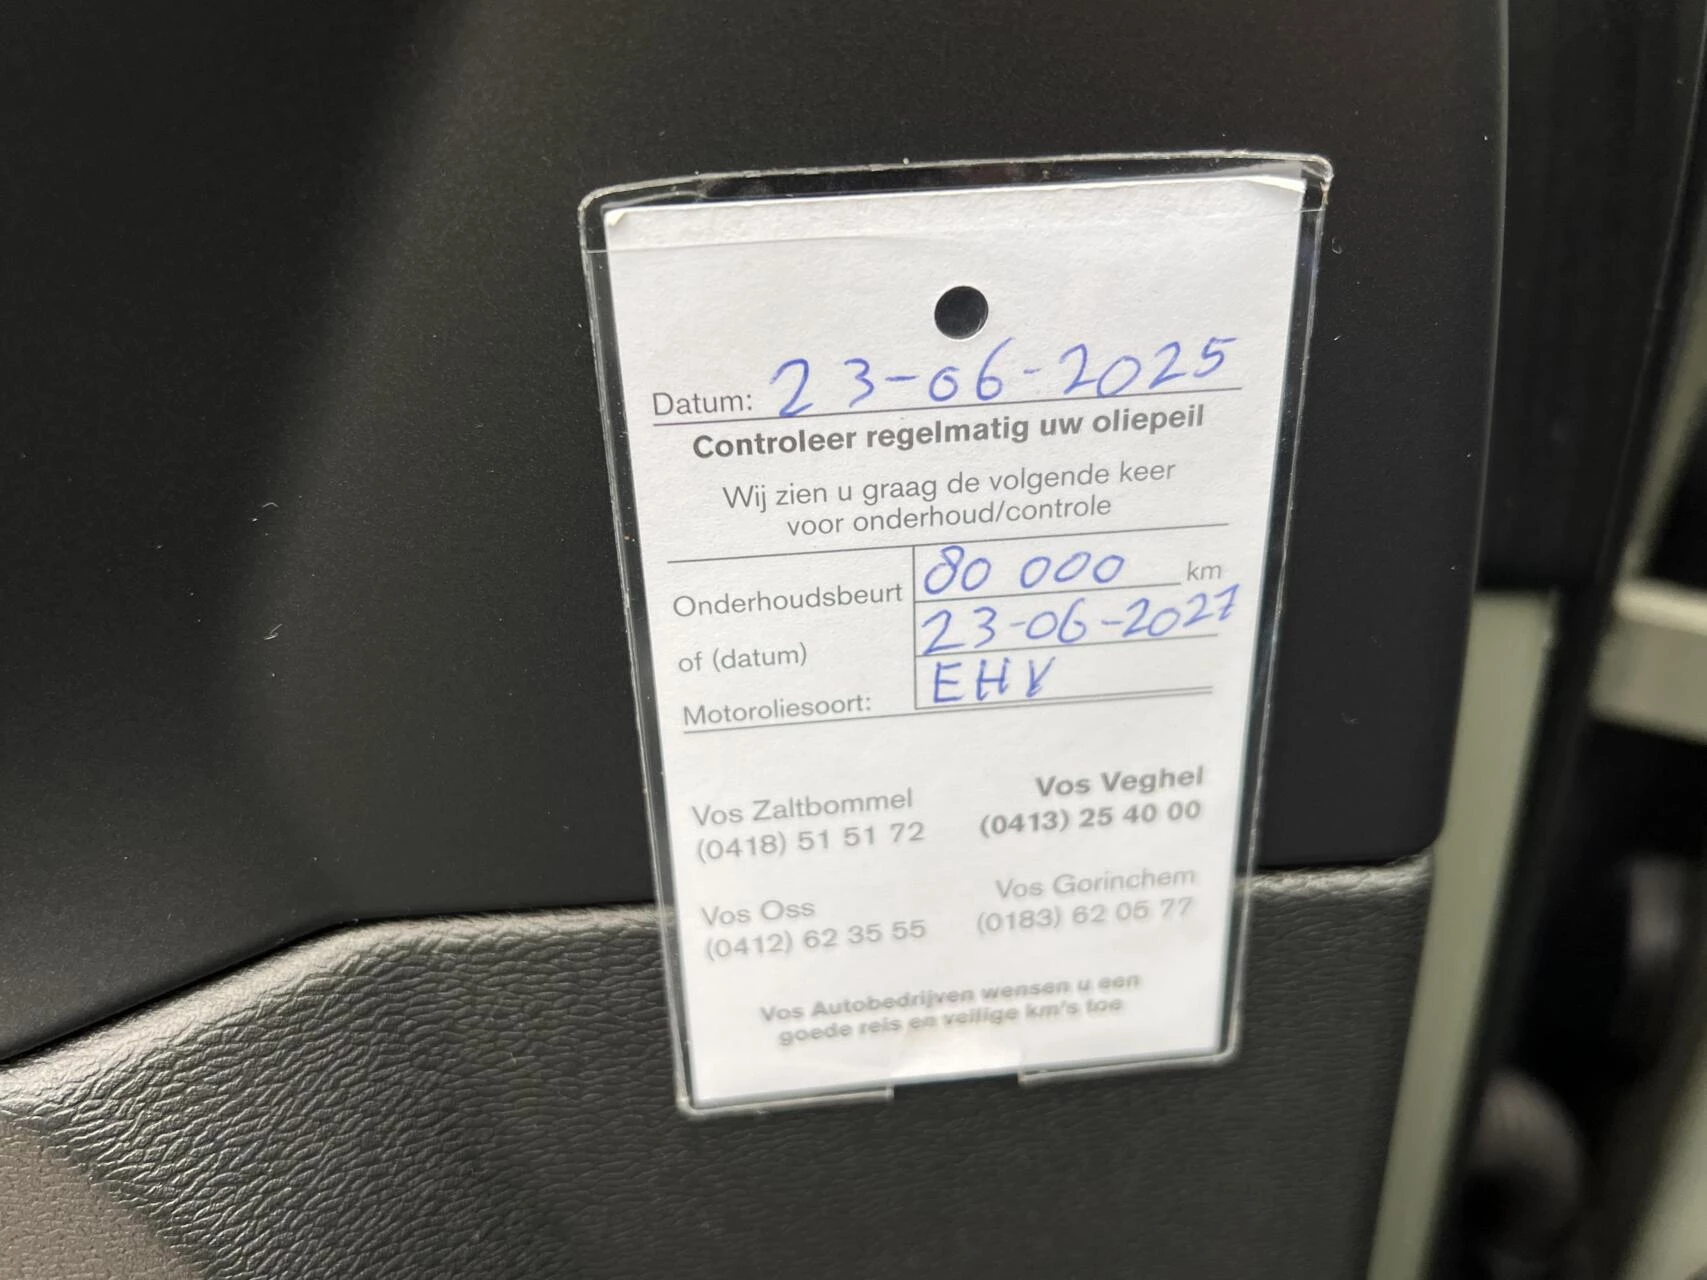 Datum: 23-06-2025
Controleer regelmatig uw oliepeil
Wij zien u graag de volgende keer
voor onderhoud/controle
Onderhoudsbeurt 80 000 km
of (datum) 23-06-2027
Motoroliesoort: EHV
Vos Zaltbommel
(0418) 51 51 72
Vos Veghel
(0413) 25 40 00
Vos Oss
(0412) 62 35 55
Vos Gorinchem
(0183) 62 05 77
Vos Autobedrijven wensen u een
goede reis en veilige km's toe